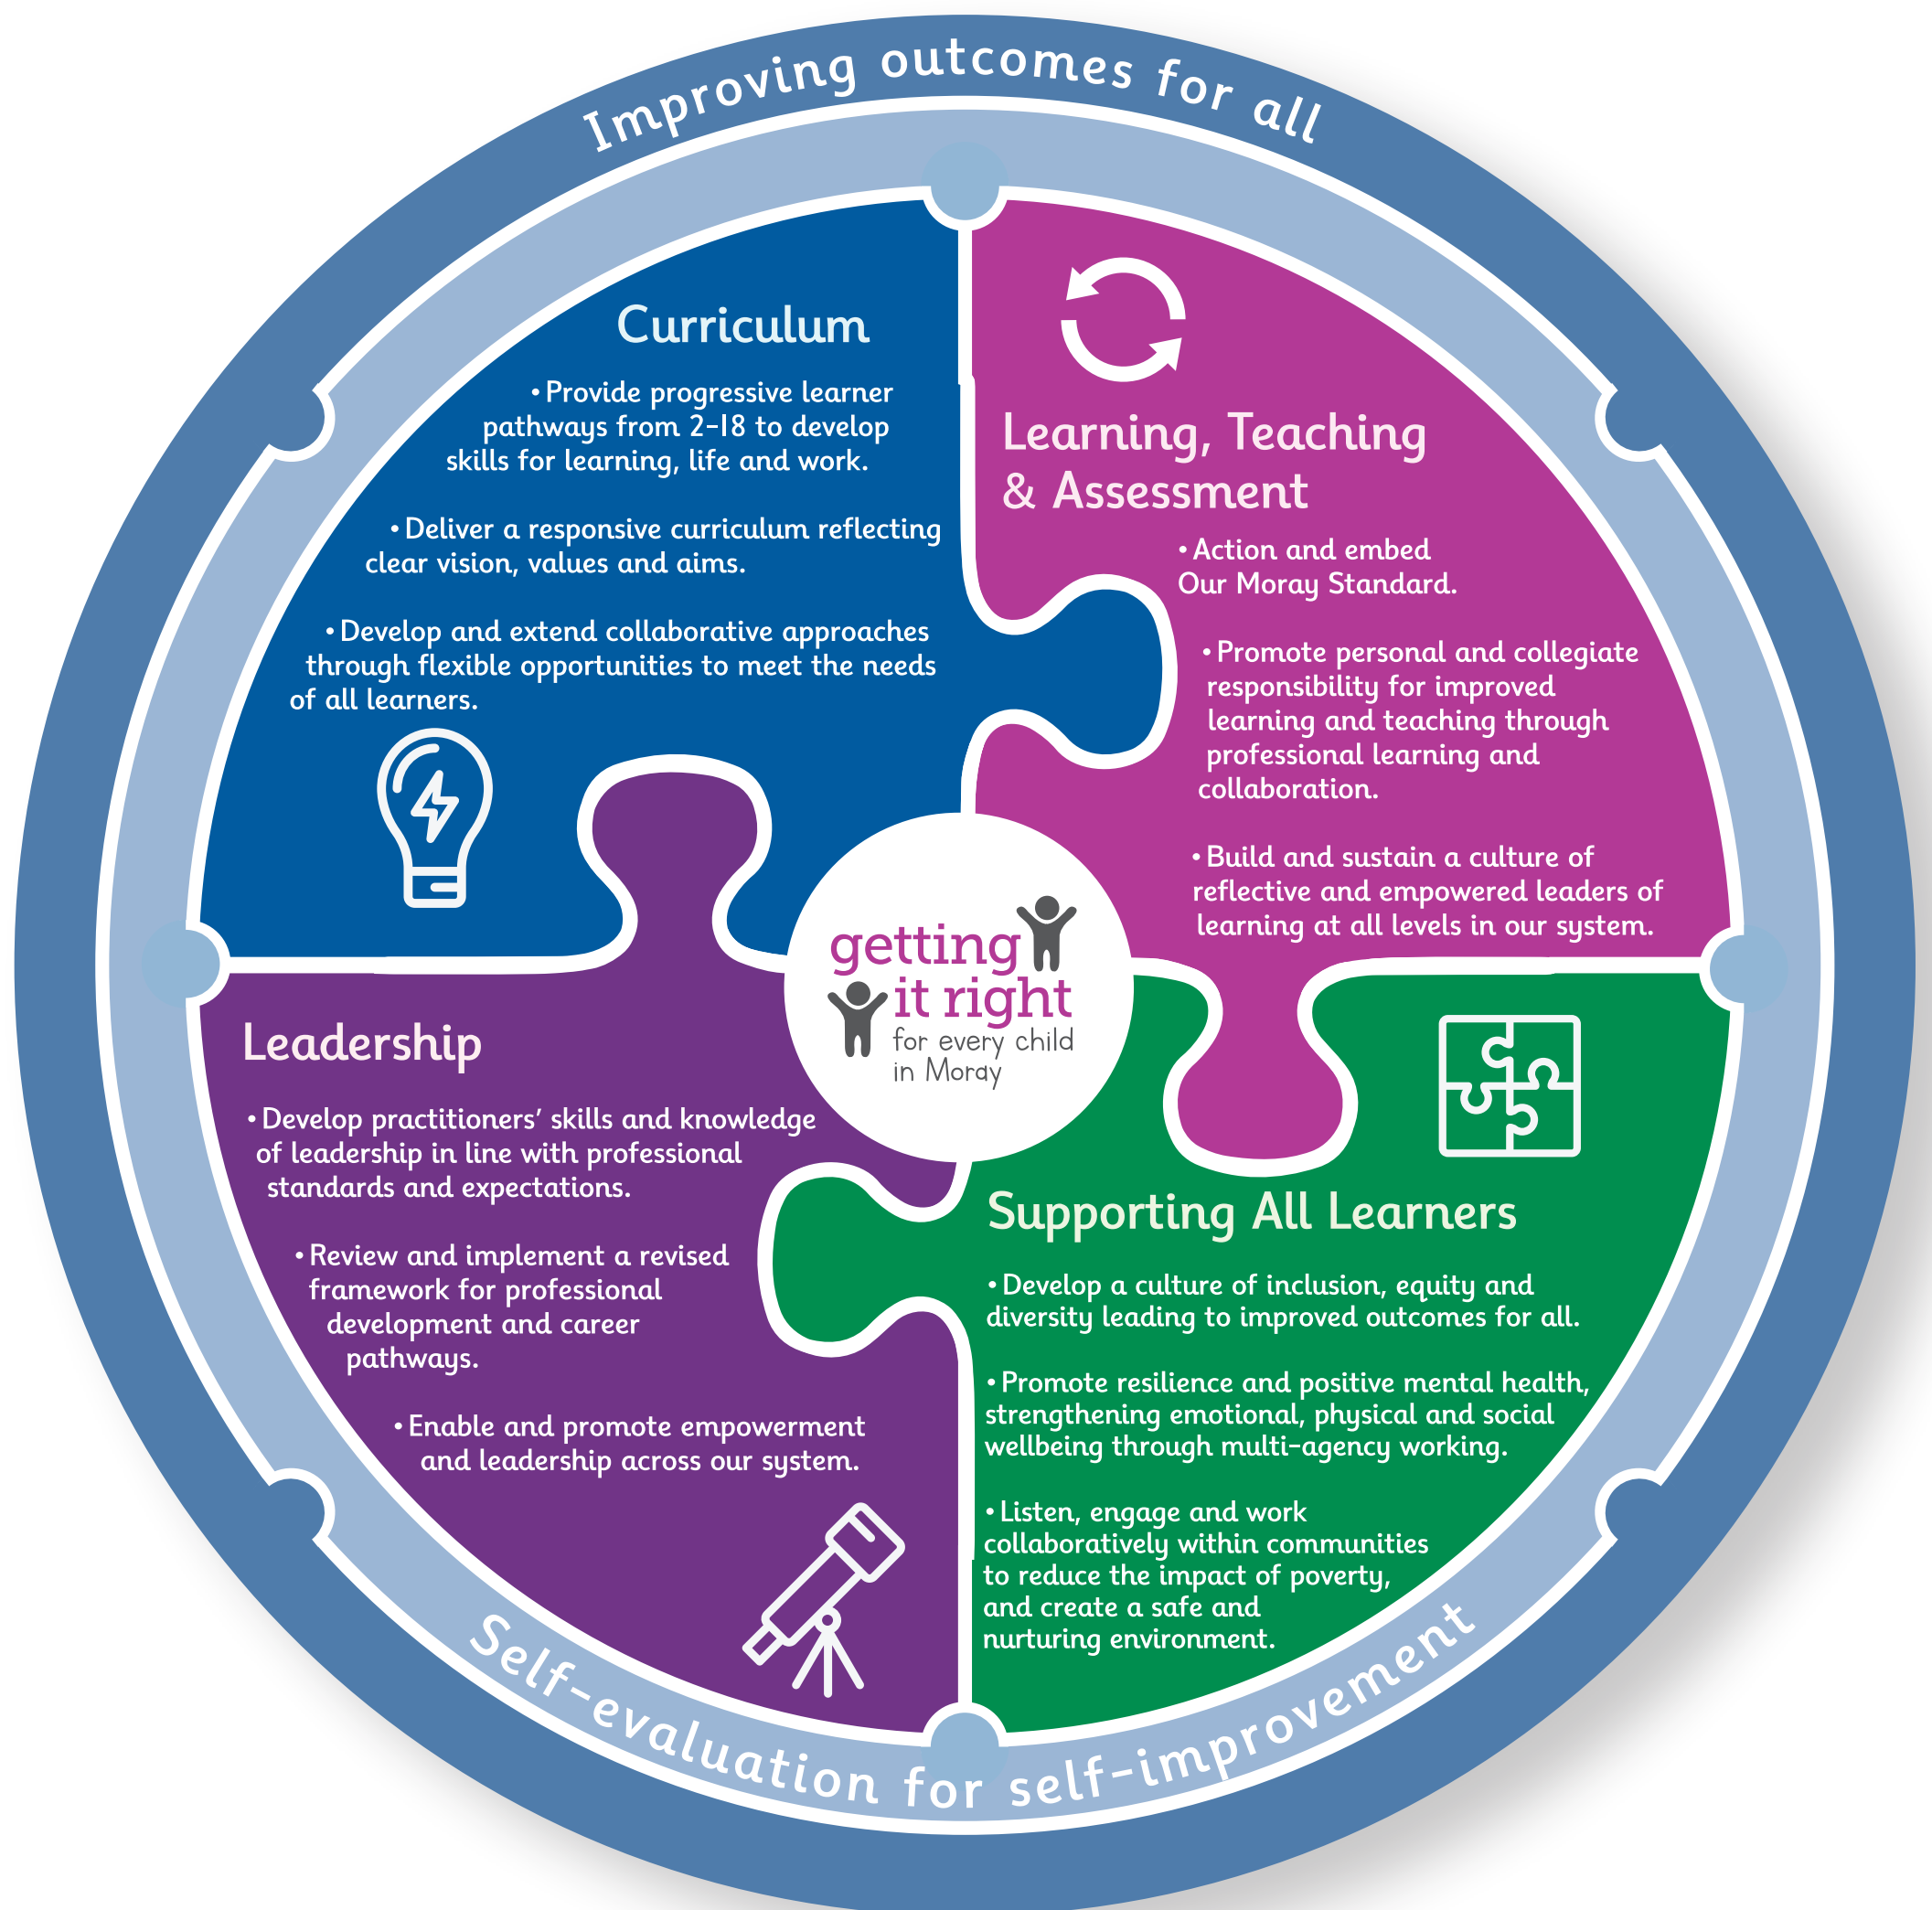 Improving outcomes for all
Curriculum
• Provide progressive learner
pathways from 2-18 to develop
skills for learning, life and work.
• Deliver a responsive curriculum reflecting
clear vision, values and aims.
• Develop and extend collaborative approaches
through flexible opportunities to meet the needs
of all learners.
Learning, Teaching
& Assessment
• Action and embed
Our Moray Standard.
• Promote personal and collegiate
responsibility for improved
learning and teaching through
professional learning and
collaboration.
• Build and sustain a culture of
reflective and empowered leaders of
learning at all levels in our system.
getting
it right
for every child
in Moray
Leadership
• Develop practitioners’ skills and knowledge
of leadership in line with professional
standards and expectations.
• Review and implement a revised
framework for professional
development and career
pathways.
• Enable and promote empowerment
and leadership across our system.
Supporting All Learners
• Develop a culture of inclusion, equity and
diversity leading to improved outcomes for all.
• Promote resilience and positive mental health,
strengthening emotional, physical and social
wellbeing through multi-agency working.
• Listen, engage and work
collaboratively within communities
to reduce the impact of poverty,
and create a safe and
nurturing environment.
Self-evaluation for self-improvement